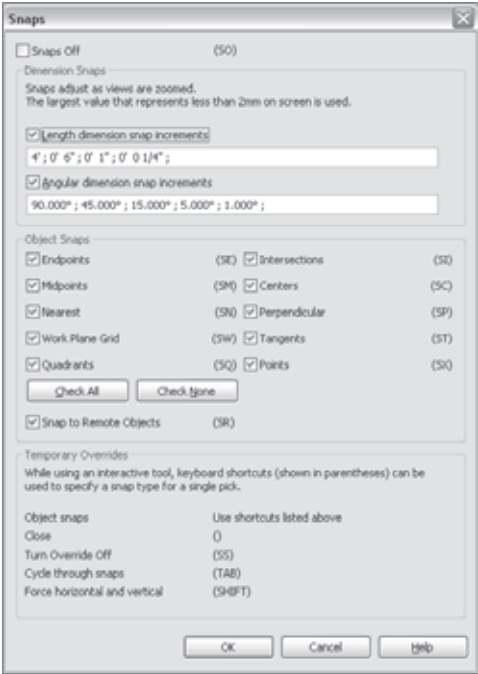 Snaps
Snaps Off (SO)
Dimension Snaps
Snaps adjust as views are zoomed.
The largest value that represents less than 2mm on screen is used.
Length dimension snap increments
4' ; 0' 6" ; 0' 1" ; 0' 0 1/4" ;
Angular dimension snap increments
90.000° ; 45.000° ; 15.000° ; 5.000° ; 1.000° ;
Object Snaps
Endpoints (SE) Intersections (SI)
Midpoints (SM) Centers (SC)
Nearest (SN) Perpendicular (SP)
Work Plane Grid (SW) Tangents (ST)
Quadrants (SQ) Points (SX)
Check All Check None
Snap to Remote Objects (SR)
Temporary Overrides
While using an interactive tool, keyboard shortcuts (shown in parentheses) can be
used to specify a snap type for a single pick.
Object snaps Use shortcuts listed above
Close ()
Turn Override Off (SS)
Cycle through snaps (TAB)
Force horizontal and vertical (SHIFT)
OK Cancel Help